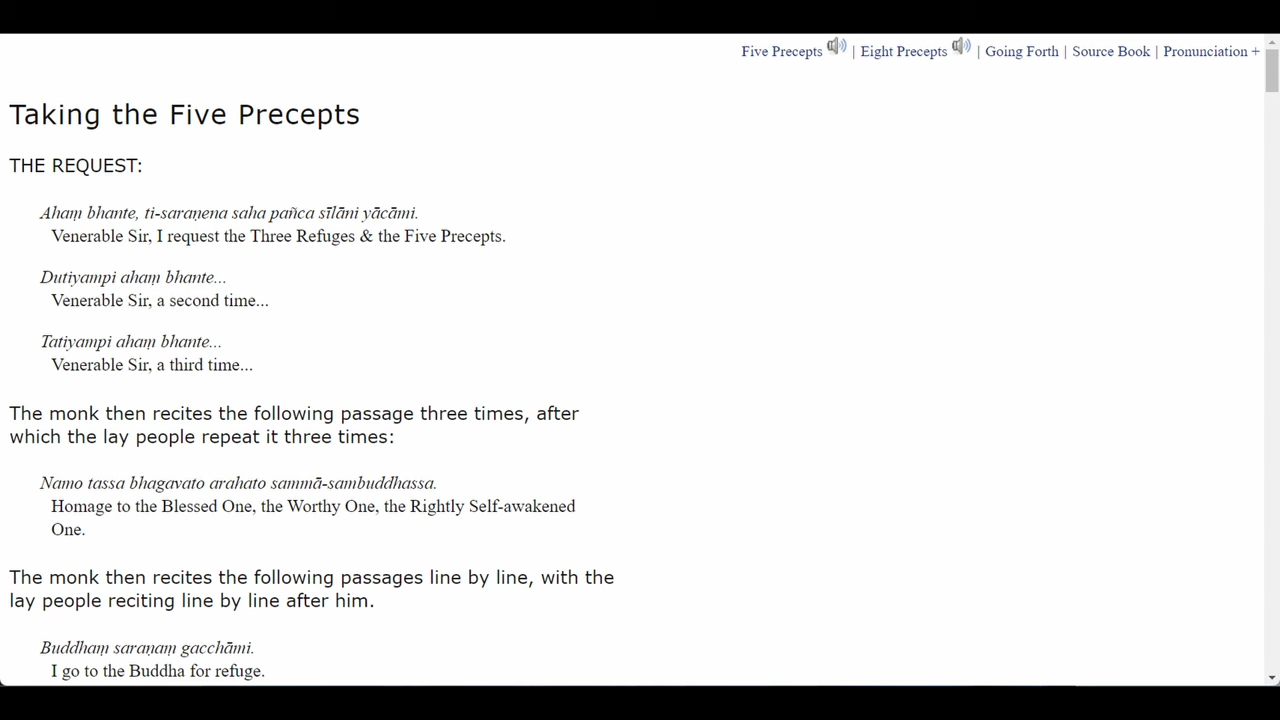 Five Precepts | Eight Precepts | Going Forth | Source Book | Pronunciation +
Taking the Five Precepts
THE REQUEST:
Ahaṃ bhante, ti-saraṇena saha pañca sīlāni yācāmi.
Venerable Sir, I request the Three Refuges & the Five Precepts.
Dutiyampi ahaṃ bhante...
Venerable Sir, a second time...
Tatiyampi ahaṃ bhante...
Venerable Sir, a third time...
The monk then recites the following passage three times, after
which the lay people repeat it three times:
Namo tassa bhagavato arahato sammā-sambuddhassa.
Homage to the Blessed One, the Worthy One, the Rightly Self-awakened
One.
The monk then recites the following passages line by line, with the
lay people reciting line by line after him.
Buddhaṃ saraṇaṃ gacchāmi.
I go to the Buddha for refuge.